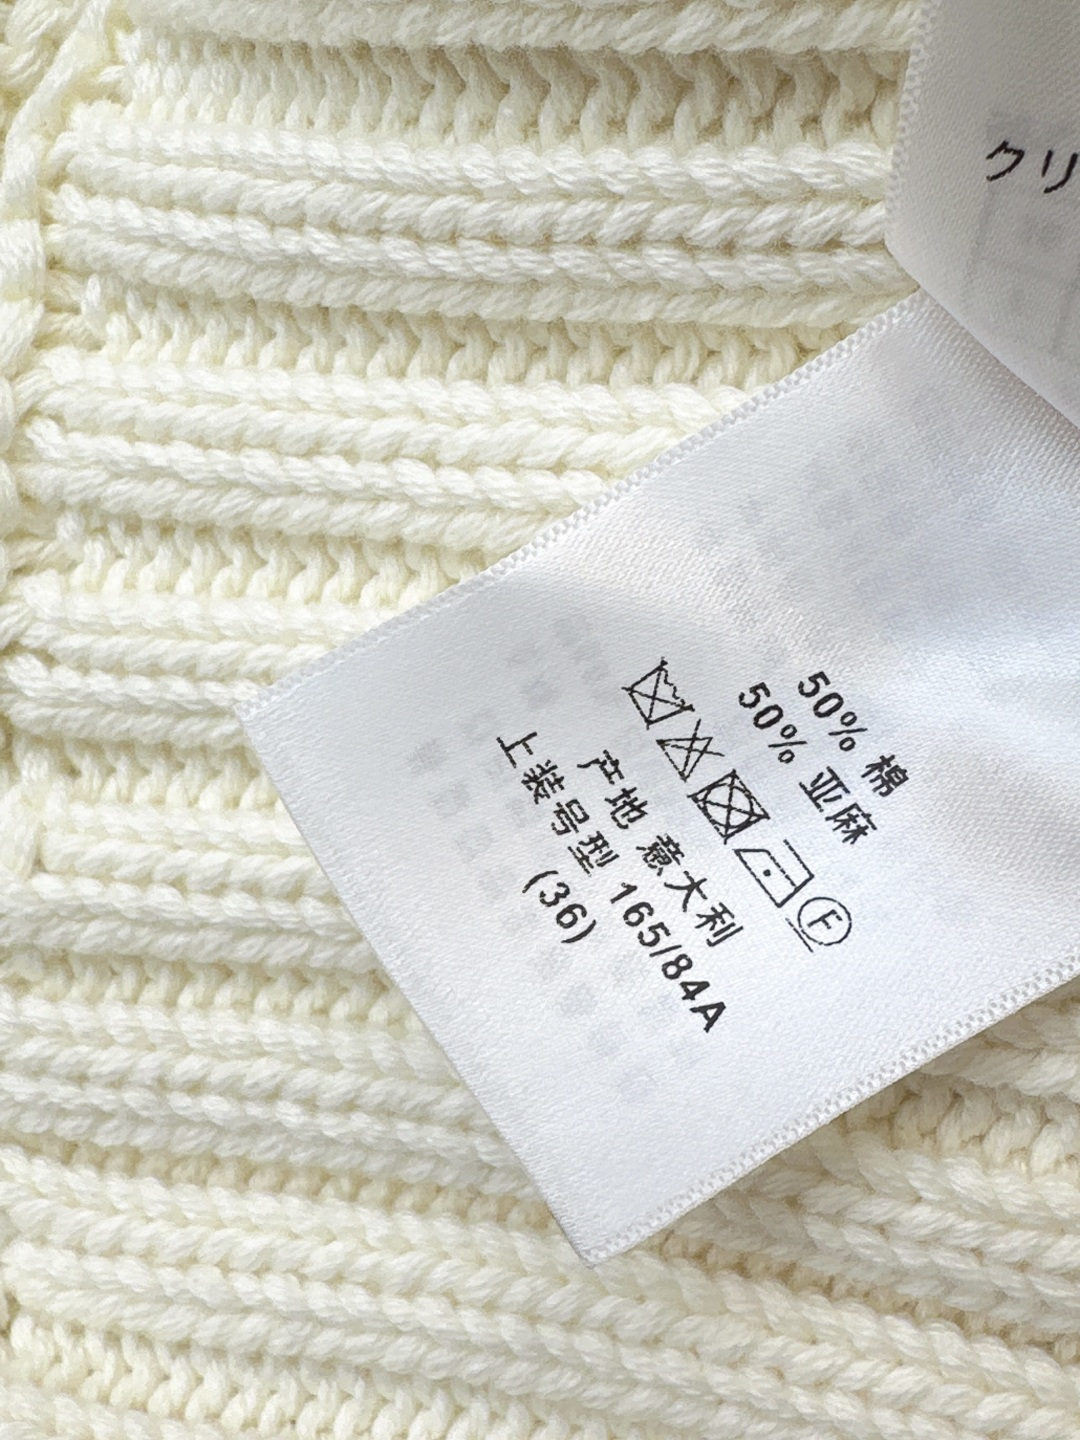 クリ
50% 棉
50% 亚麻
F
产地 意大利
上装号型 165/84A
(36)